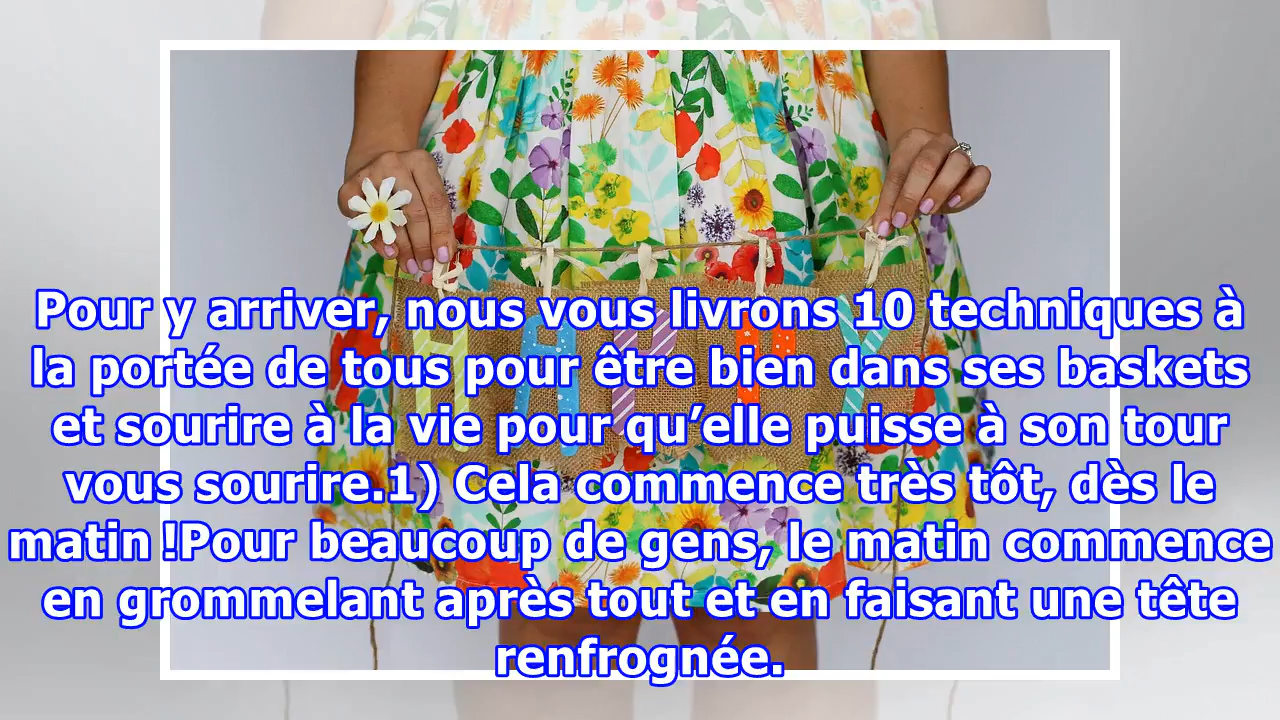 Pour y arriver, nous vous livrons 10 techniques à
la portée de tous pour être bien dans ses baskets
et sourire à la vie pour qu’elle puisse à son tour
vous sourire.1) Cela commence très tôt, dès le
matin !Pour beaucoup de gens, le matin commence
en grommelant après tout et en faisant une tête
renfrognée.
HAPPY